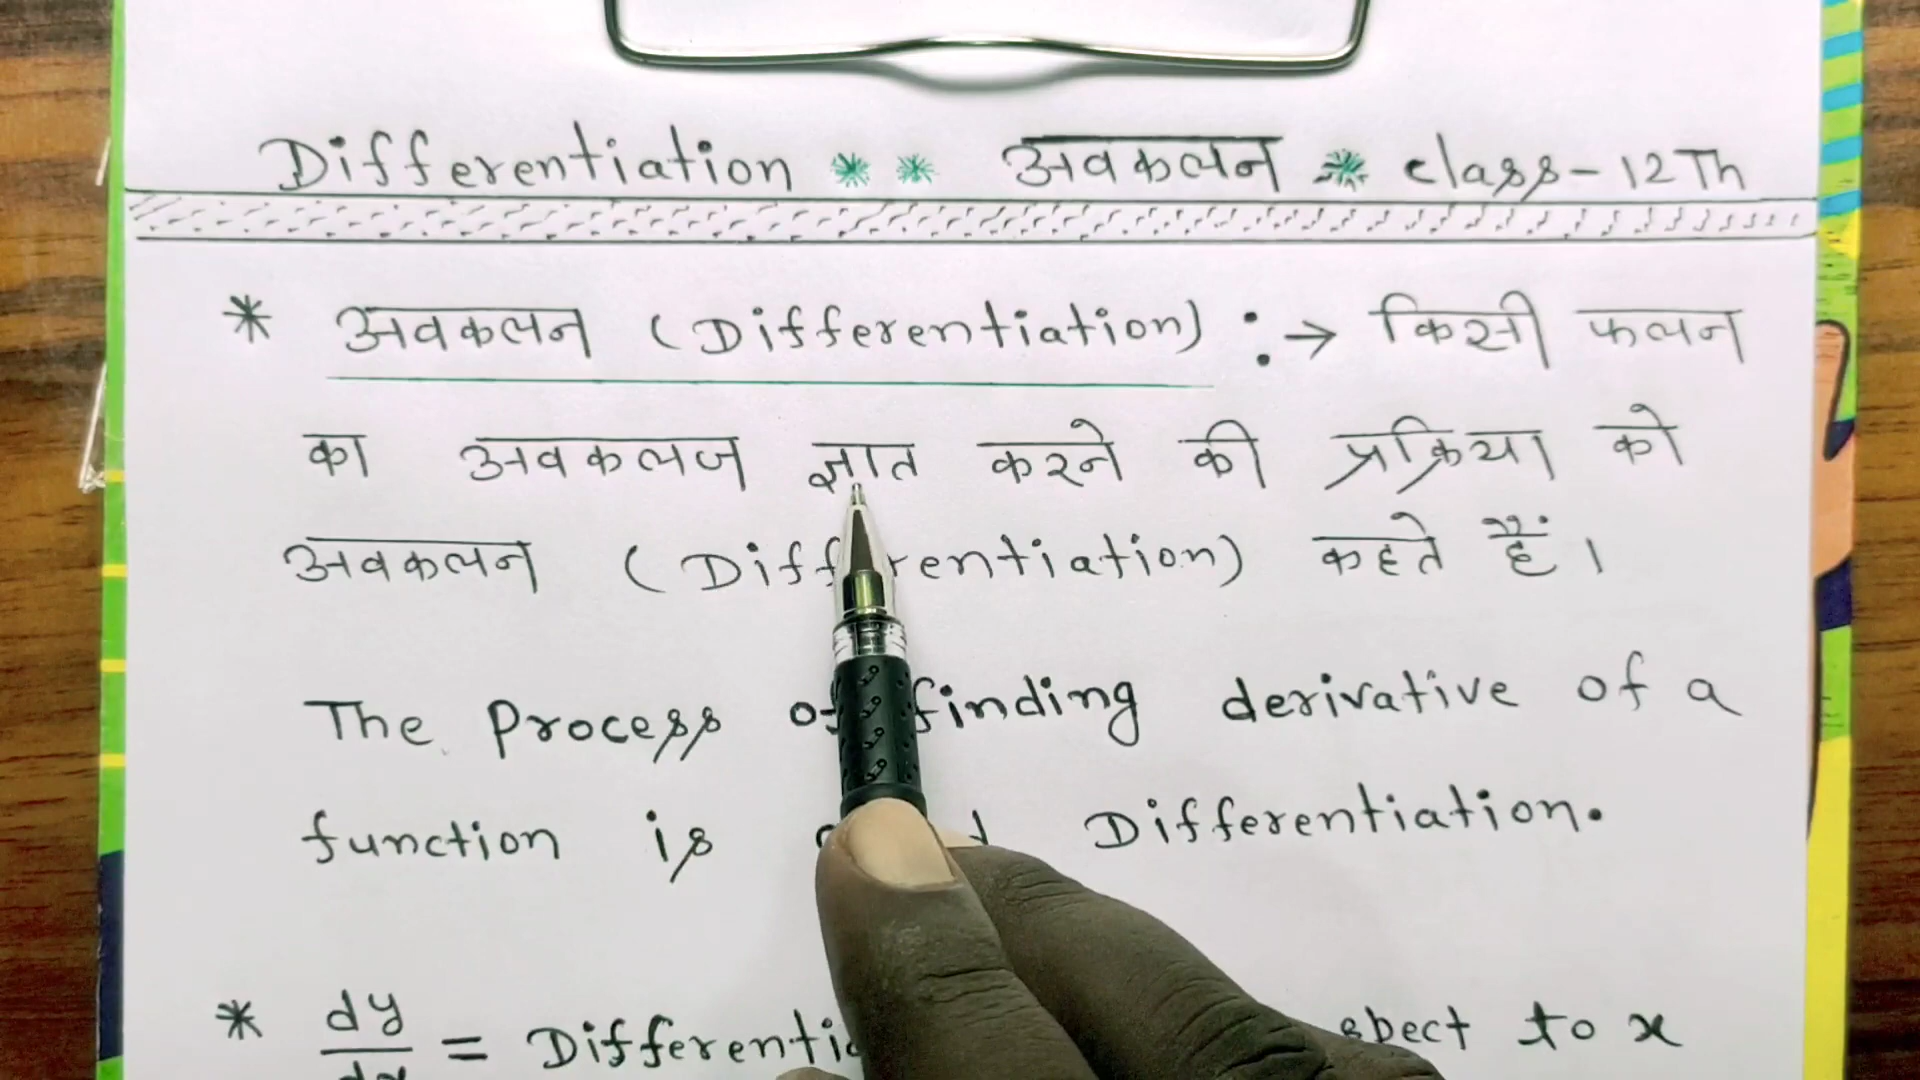 Differentiation ** अवकलन * class-12Th
* अवकलन (Differentiation) :→ किसी फलन
का अवकलज ज्ञात करने की प्रक्रिया को
अवकलन (Differentiation) कहते हैं।
The Process of finding derivative of a
function is Differentiation.
* dy
= to x